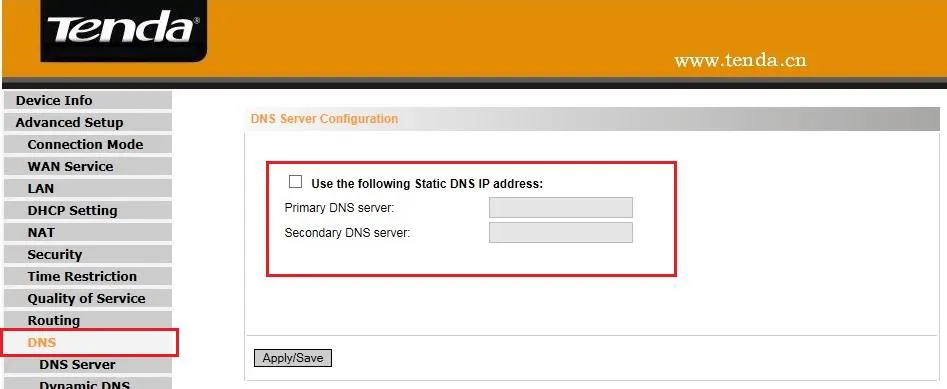 Tenda®
www.tenda.cn
Device Info
Advanced Setup
Connection Mode
WAN Service
LAN
DHCP Setting
NAT
Security
Time Restriction
Quality of Service
Routing
DNS
DNS Server
Dynamic DNS
DNS Server Configuration
Use the following Static DNS IP address:
Primary DNS server:
Secondary DNS server:
Apply/Save